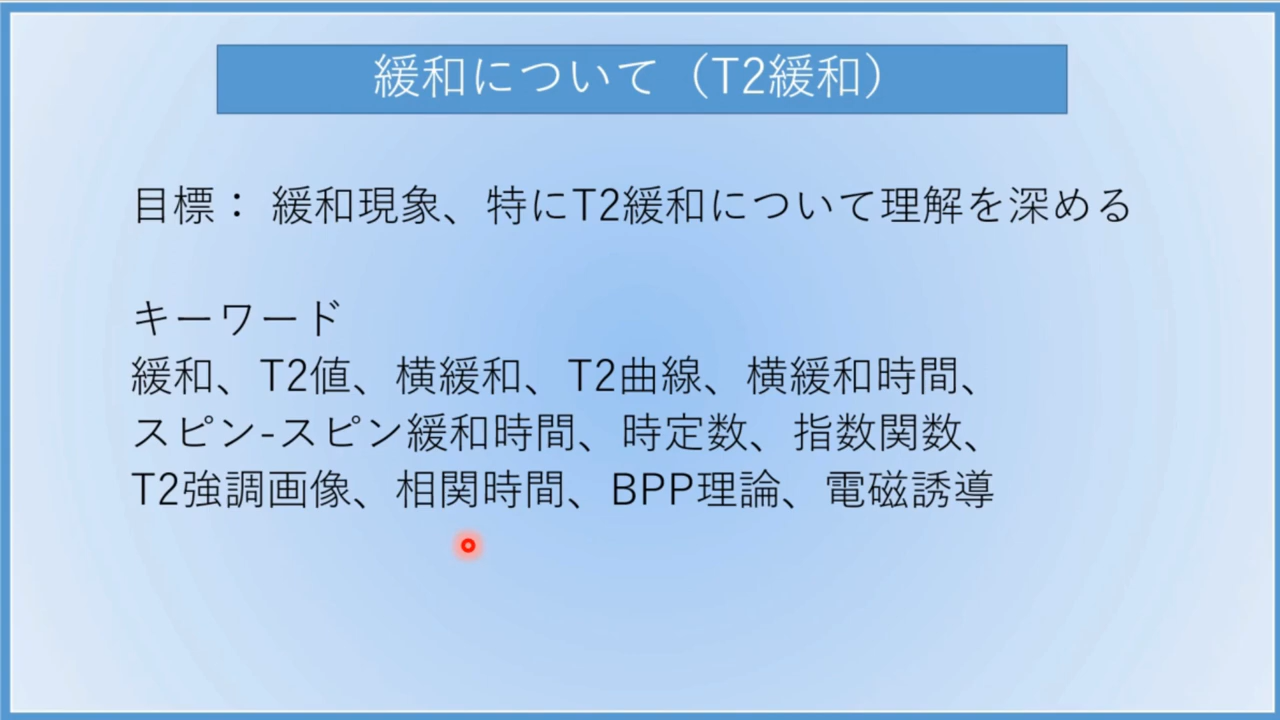 緩和について（T2緩和）
目標： 緩和現象、特にT2緩和について理解を深める
キーワード
緩和、T2値、横緩和、T2曲線、横緩和時間、
スピン-スピン緩和時間、時定数、指数関数、
T2強調画像、相関時間、BPP理論、電磁誘導